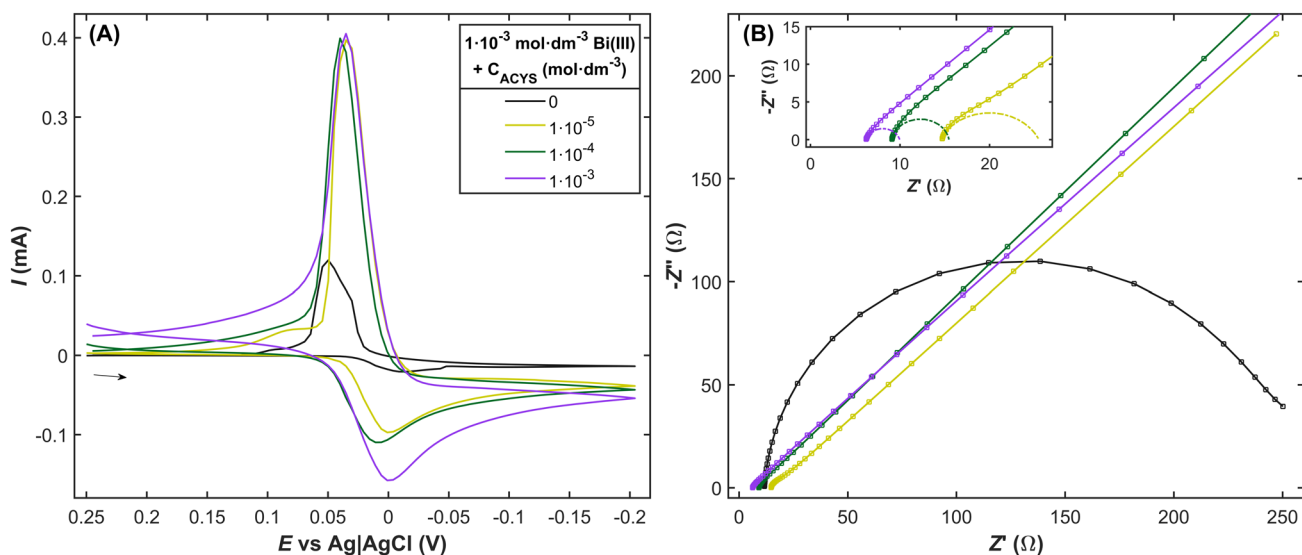 (A)
1·10⁻³ mol·dm⁻³ Bi(III)
+ C_ACYS (mol·dm⁻³)
0
1·10⁻⁵
1·10⁻⁴
1·10⁻³
0.4
0.3
0.2
0.1
0
-0.1
I (mA)
0.25 0.2 0.15 0.1 0.05 0 -0.05 -0.1 -0.15 -0.2
E vs Ag|AgCl (V)
(B)
15
10
5
0
-Z'' (Ω)
0 10 20
Z' (Ω)
200
150
100
50
0
-Z'' (Ω)
0 50 100 150 200 250
Z' (Ω)